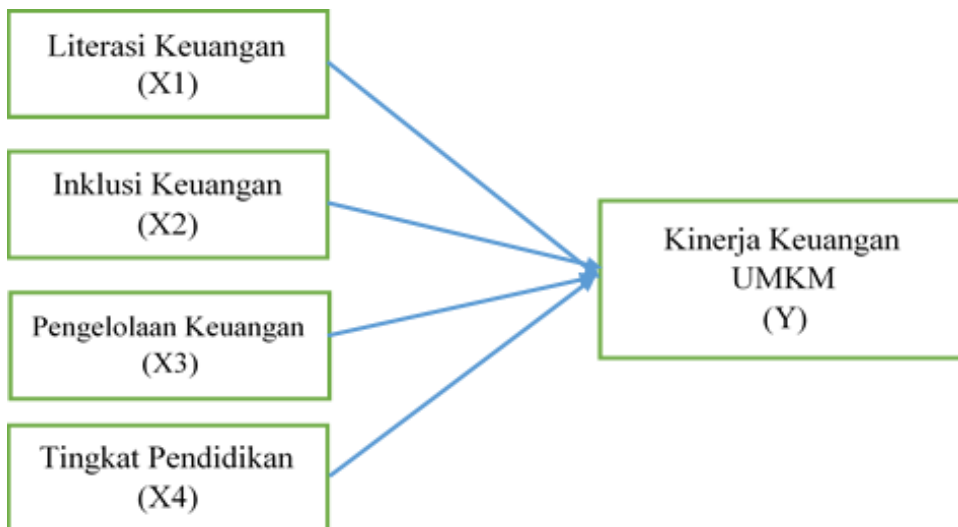 Literasi Keuangan
(X1)
Inklusi Keuangan
(X2)
Pengelolaan Keuangan
(X3)
Tingkat Pendidikan
(X4)
Kinerja Keuangan
UMKM
(Y)